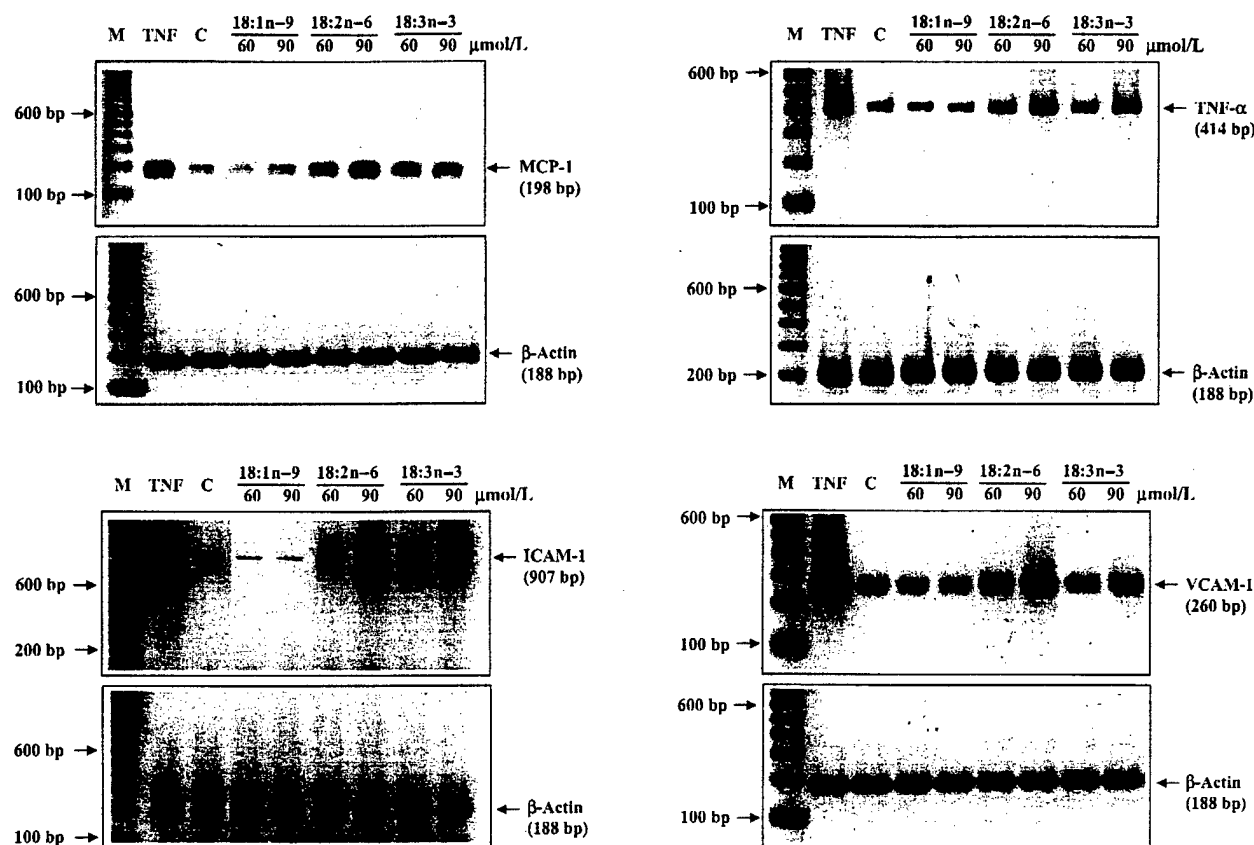 18:1n−9 18:2n−6 18:3n−3
M TNF C 60 90 60 90 60 90 μmol/L
600 bp
MCP-1
(198 bp)
100 bp
600 bp
β-Actin
(188 bp)
100 bp
18:1n−9 18:2n−6 18:3n−3
M TNF C 60 90 60 90 60 90 μmol/L
600 bp
TNF-α
(414 bp)
100 bp
600 bp
200 bp
β-Actin
(188 bp)
18:1n−9 18:2n−6 18:3n−3
M TNF C 60 90 60 90 60 90 μmol/L
ICAM-1
(907 bp)
600 bp
200 bp
600 bp
β-Actin
(188 bp)
100 bp
18:1n−9 18:2n−6 18:3n−3
M TNF C 60 90 60 90 60 90 μmol/L
600 bp
VCAM-1
(260 bp)
100 bp
600 bp
β-Actin
(188 bp)
100 bp